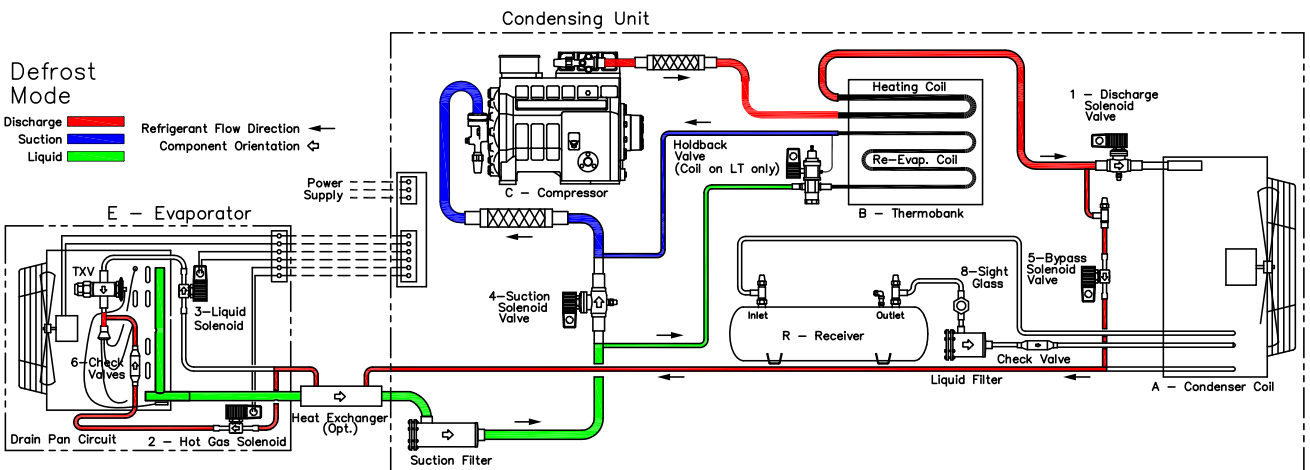 Condensing Unit
Defrost
Mode
Discharge
Suction
Liquid
Refrigerant Flow Direction
Component Orientation
Power
Supply
C - Compressor
Heating Coil
Re-Evap. Coil
B - Thermobank
Holdback
Valve
(Coil on LT only)
1 - Discharge
Solenoid
Valve
E - Evaporator
TXV
3-Liquid
Solenoid
6-Check
Valves
Drain Pan Circuit
2 - Hot Gas Solenoid
Heat Exchanger
(Opt.)
Suction Filter
4-Suction
Solenoid
Valve
Inlet
Outlet
R - Receiver
8-Sight
Glass
Liquid Filter
Check Valve
5-Bypass
Solenoid
Valve
A - Condenser Coil